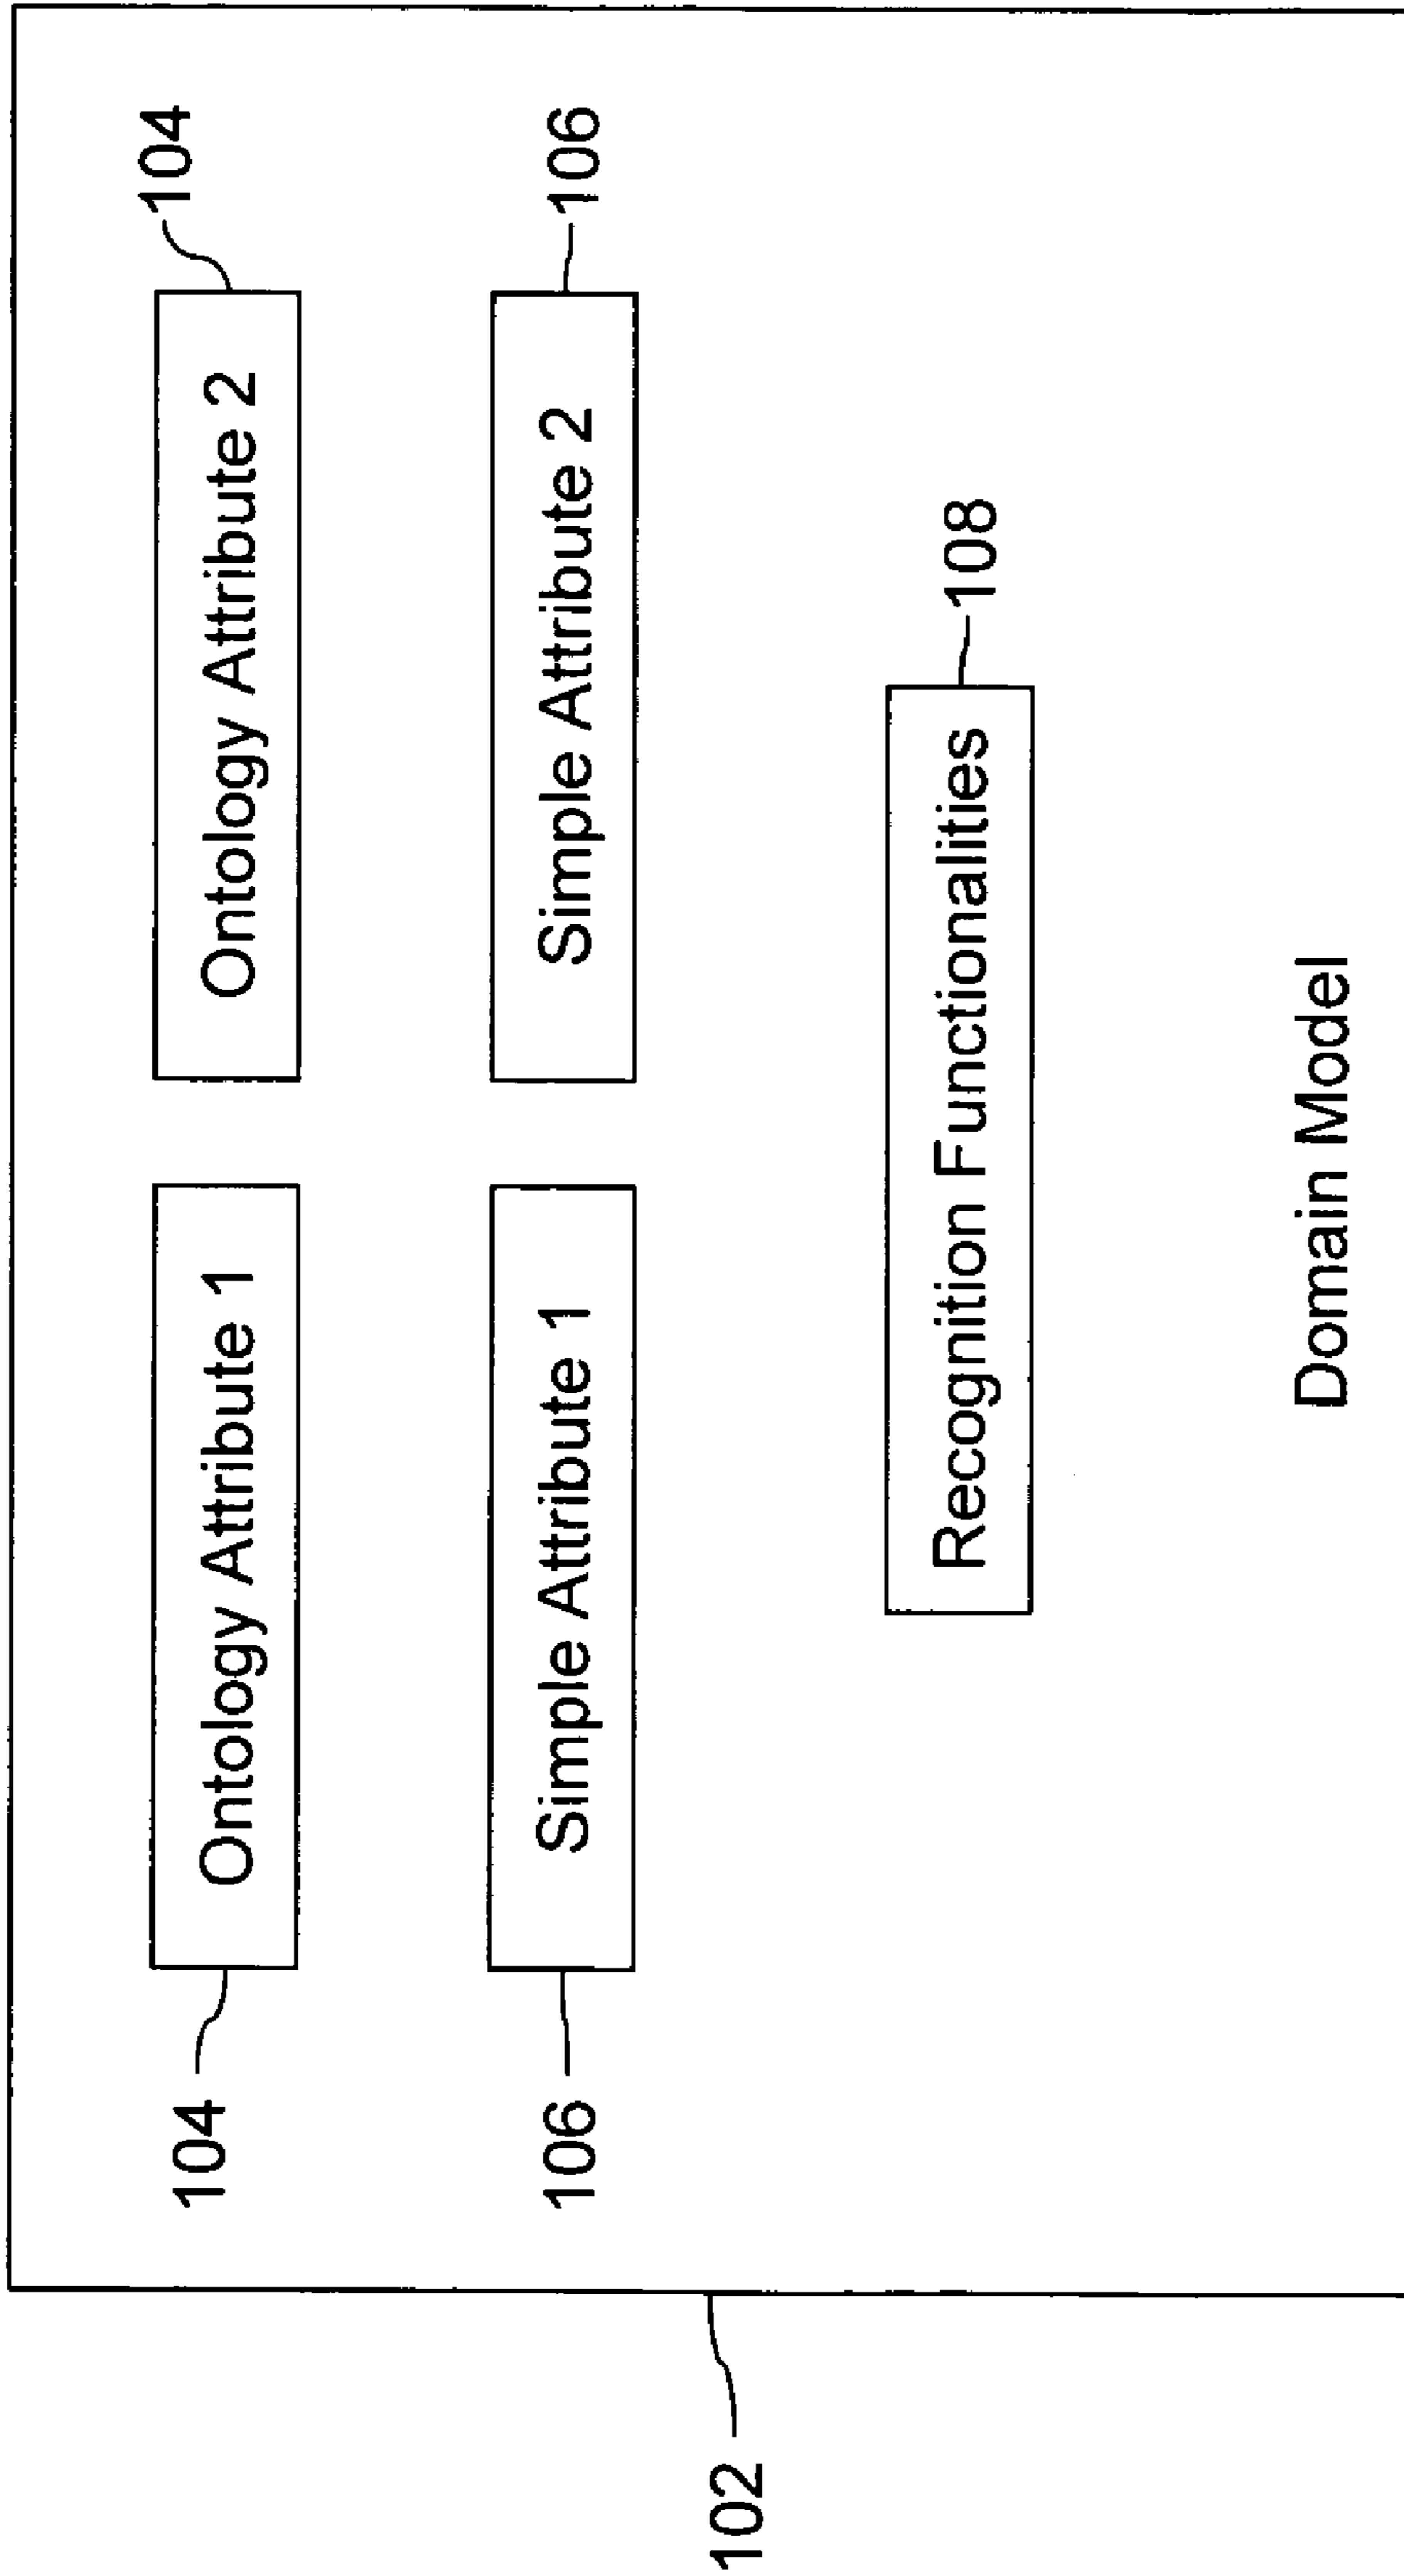 104
Ontology Attribute 1
Ontology Attribute 2
104
106
Simple Attribute 1
Simple Attribute 2
106
102
Recognition Functionalities
108
Domain Model